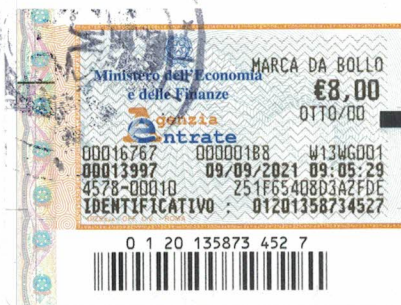 MARCA DA BOLLO
Ministero dell'Economia
e delle Finanze
€8,00
OTTO/00
genzia
ntrate
00016767 000001B8 W13WG001
00013997 09/09/2021 09:05:29
4578-00010 251F65408D3A2FDE
IDENTIFICATIVO : 01201358734527
0 1 20 135873 452 7